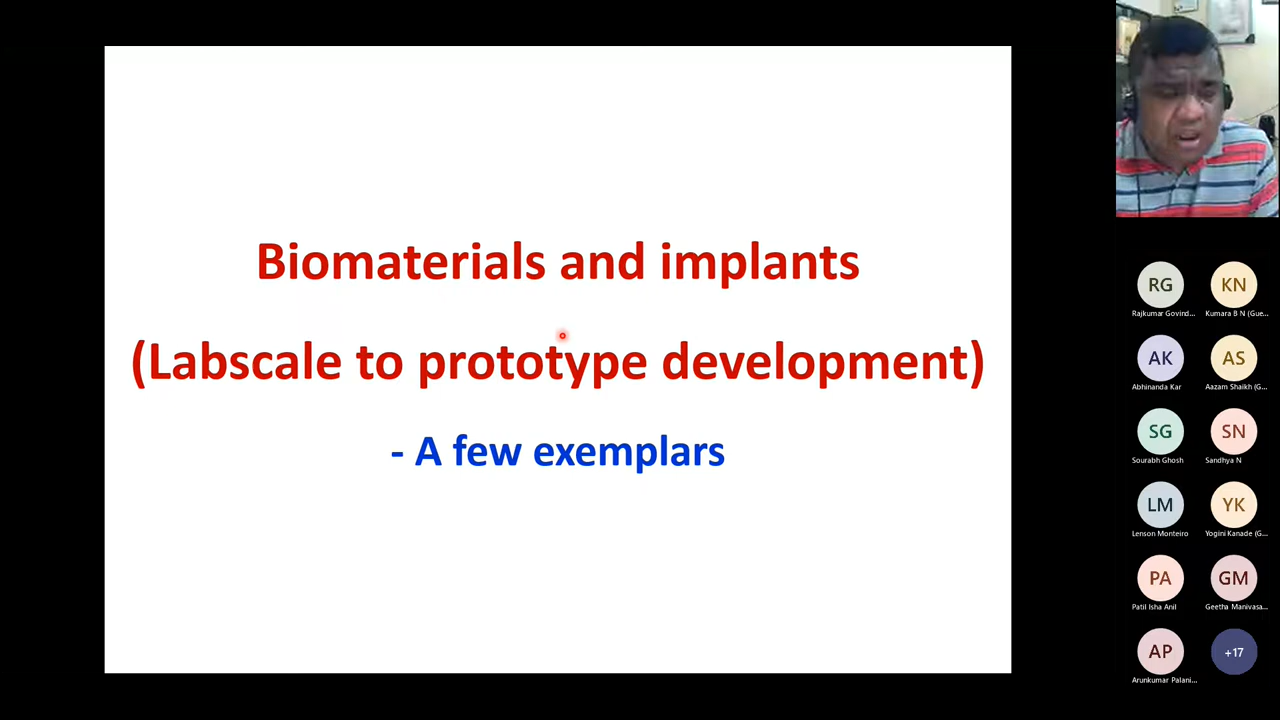 Biomaterials and implants
(Labscale to prototype development)
- A few exemplars
RG
KN
Rajkumar Govind...
Kumara B N (Gue...
AK
AS
Abhinanda Kar
Aazam Shaikh (G...
SG
SN
Sourabh Ghosh
Sandhya N
LM
YK
Lenson Monteiro
Yogini Kanade (G...
PA
GM
Patil Isha Anil
Geetha Manivasa...
AP
+17
Arunkumar Palani...